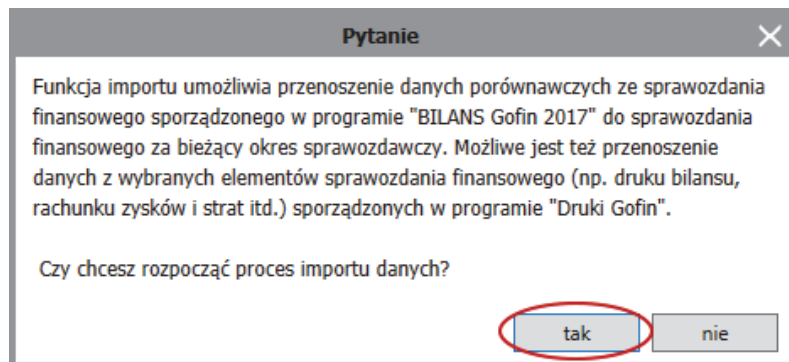 Pytanie
Funkcja importu umożliwia przenoszenie danych porównawczych ze sprawozdania
finansowego sporządzonego w programie "BILANS Gofin 2017" do sprawozdania
finansowego za bieżący okres sprawozdawczy. Możliwe jest też przenoszenie
danych z wybranych elementów sprawozdania finansowego (np. druku bilansu,
rachunku zysków i strat itd.) sporządzonych w programie "Druki Gofin".
Czy chcesz rozpocząć proces importu danych?
tak nie